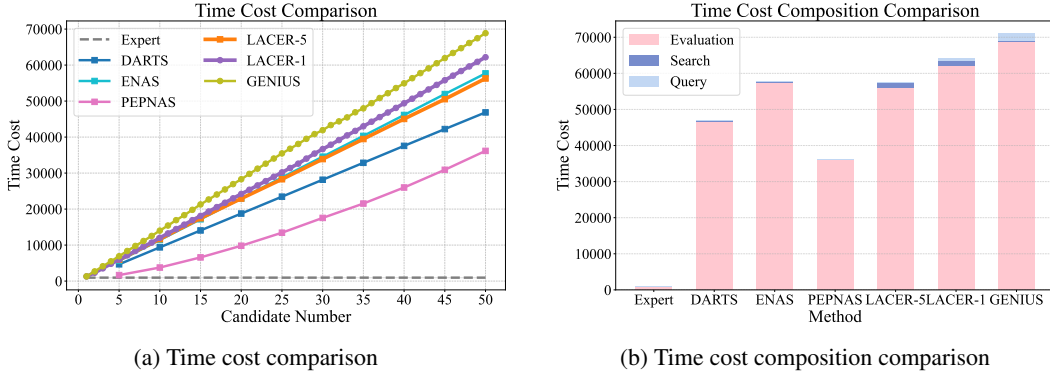 Time Cost Comparison
Time Cost
70000
60000
50000
40000
30000
20000
10000
0
Expert
DARTS
ENAS
PEPNAS
LACER-5
LACER-1
GENIUS
0 5 10 15 20 25 30 35 40 45 50
Candidate Number
(a) Time cost comparison
Time Cost Composition Comparison
Time Cost
70000
60000
50000
40000
30000
20000
10000
0
Evaluation
Search
Query
Expert DARTS ENAS PEPNAS LACER-5 LACER-1 GENIUS
Method
(b) Time cost composition comparison